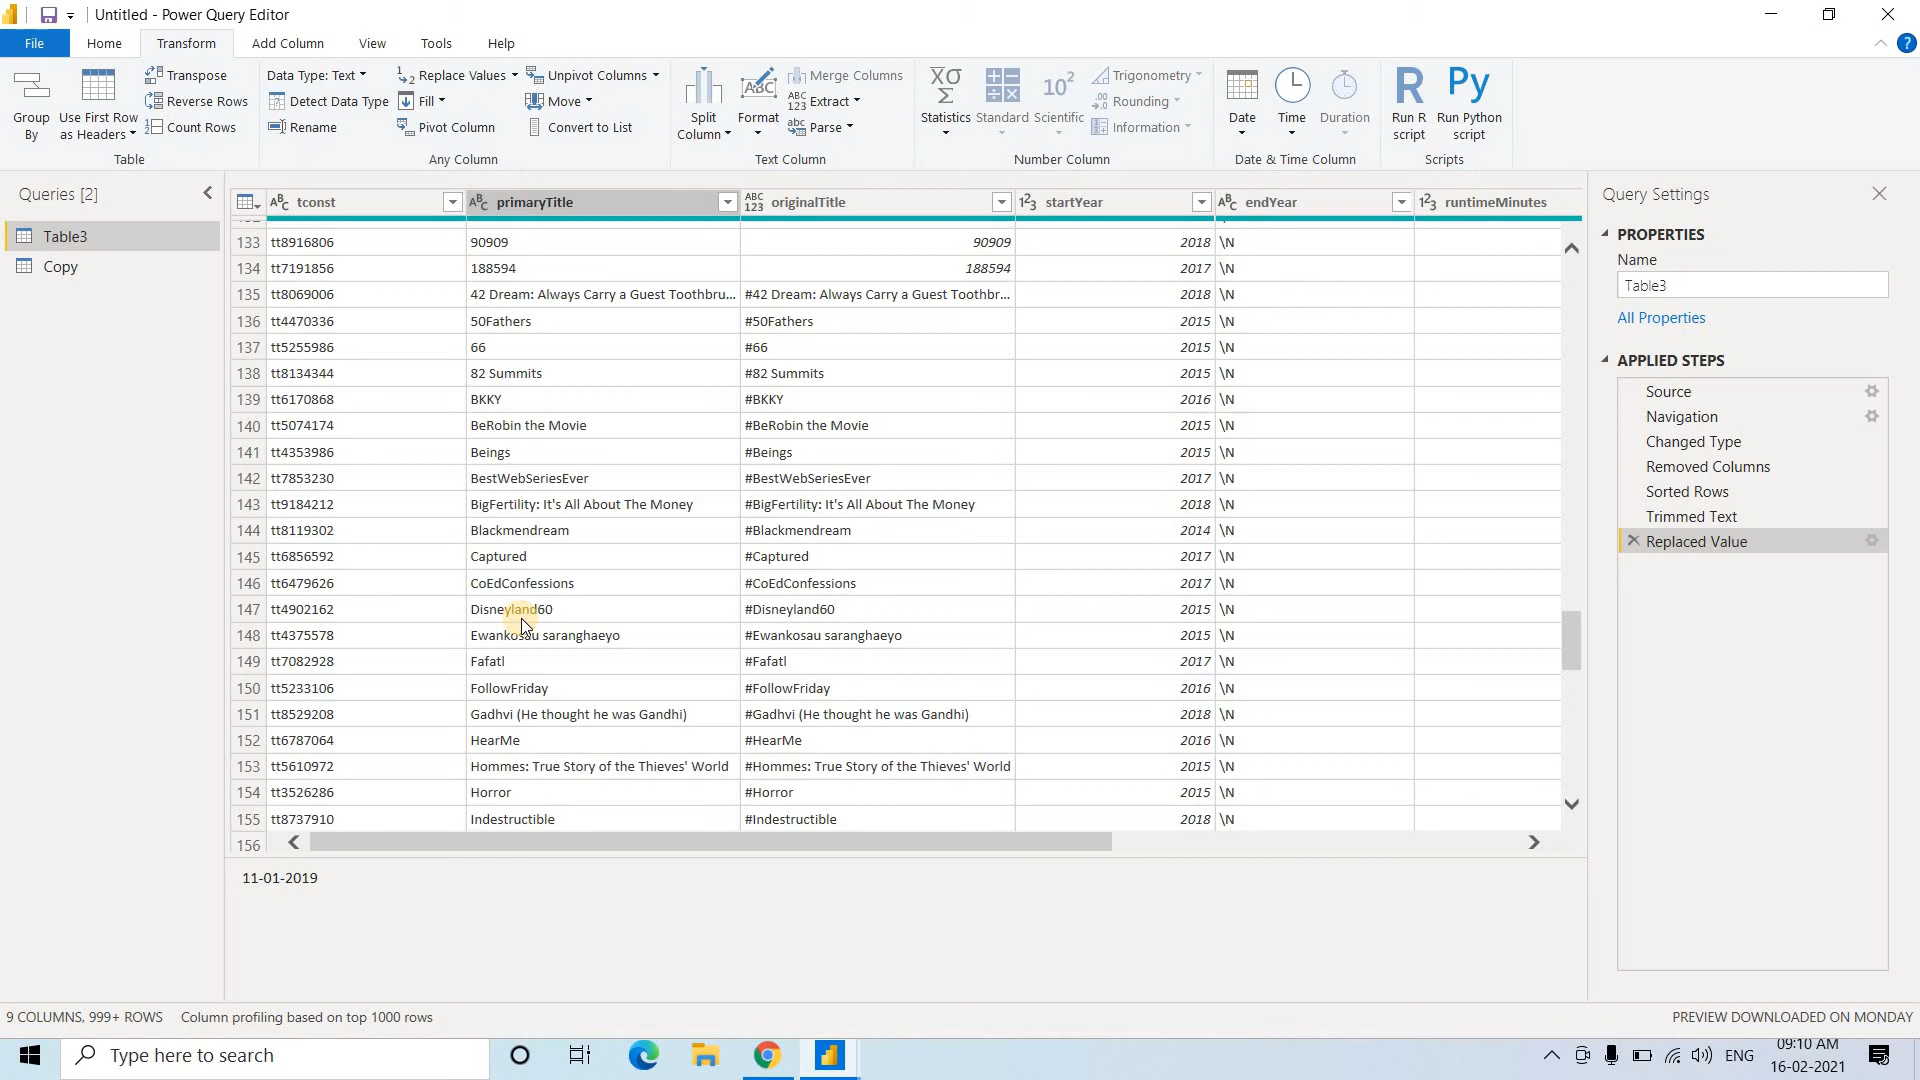 Untitled - Power Query Editor
File Home Transform Add Column View Tools Help
Group By
Use First Row as Headers
Transpose
Reverse Rows
Count Rows
Table
Data Type: Text
Detect Data Type
Rename
Replace Values
Fill
Pivot Column
Unpivot Columns
Move
Convert to List
Any Column
Split Column
Format
Merge Columns
Extract
Parse
Text Column
Statistics
Standard
Scientific
Trigonometry
Rounding
Information
Number Column
Date
Time
Duration
Date & Time Column
Run R script
Run Python script
Scripts
Queries [2]
Table3
Copy
tconst primaryTitle originalTitle startYear endYear runtimeMinutes
133 tt8916806 90909 90909 2018 \N
134 tt7191856 188594 188594 2017 \N
135 tt8069006 42 Dream: Always Carry a Guest Toothbru... #42 Dream: Always Carry a Guest Toothbr... 2018 \N
136 tt4470336 50Fathers #50Fathers 2015 \N
137 tt5255986 66 #66 2015 \N
138 tt8134344 82 Summits #82 Summits 2015 \N
139 tt6170868 BKKY #BKKY 2016 \N
140 tt5074174 BeRobin the Movie #BeRobin the Movie 2015 \N
141 tt4353986 Beings #Beings 2015 \N
142 tt7853230 BestWebSeriesEver #BestWebSeriesEver 2017 \N
143 tt9184212 BigFertility: It's All About The Money #BigFertility: It's All About The Money 2018 \N
144 tt8119302 Blackmendream #Blackmendream 2014 \N
145 tt6856592 Captured #Captured 2017 \N
146 tt6479626 CoEdConfessions #CoEdConfessions 2017 \N
147 tt4902162 Disneyland60 #Disneyland60 2015 \N
148 tt4375578 Ewankosau saranghaeyo #Ewankosau saranghaeyo 2015 \N
149 tt7082928 Fafatl #Fafatl 2017 \N
150 tt5233106 FollowFriday #FollowFriday 2016 \N
151 tt8529208 Gadhvi (He thought he was Gandhi) #Gadhvi (He thought he was Gandhi) 2018 \N
152 tt6787064 HearMe #HearMe 2016 \N
153 tt5610972 Hommes: True Story of the Thieves' World #Hommes: True Story of the Thieves' World 2015 \N
154 tt3526286 Horror #Horror 2015 \N
155 tt8737910 Indestructible #Indestructible 2018 \N
156
11-01-2019
Query Settings
PROPERTIES
Name
Table3
All Properties
APPLIED STEPS
Source
Navigation
Changed Type
Removed Columns
Sorted Rows
Trimmed Text
Replaced Value
9 COLUMNS, 999+ ROWS Column profiling based on top 1000 rows PREVIEW DOWNLOADED ON MONDAY
Type here to search
ENG
09:10 AM
16-02-2021